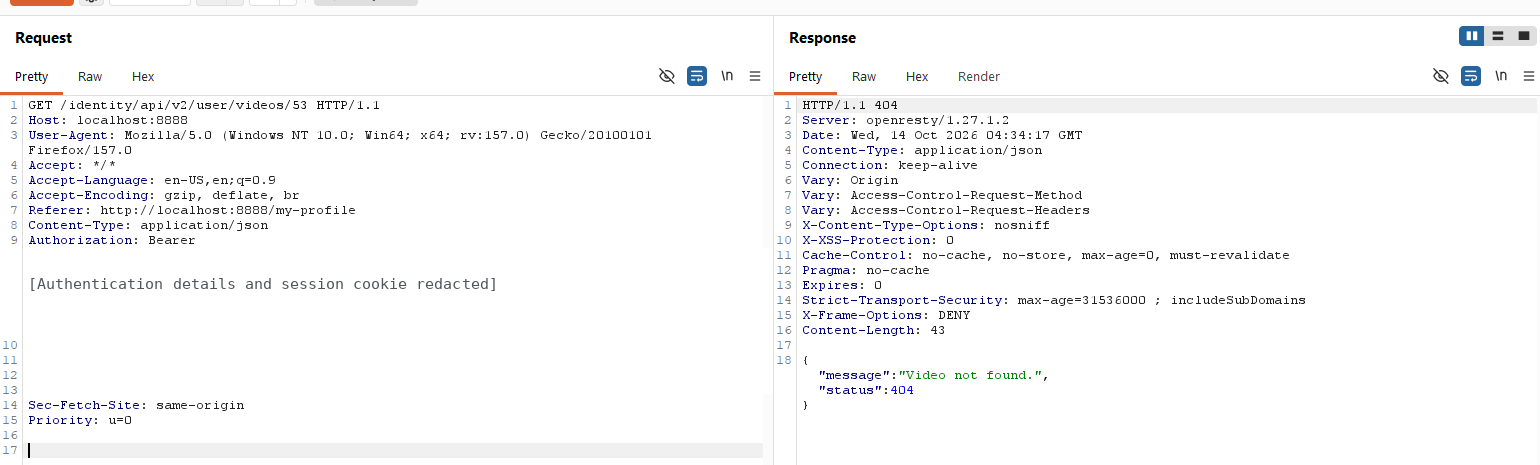 Request
Pretty Raw Hex
\n
1 GET /identity/api/v2/user/videos/53 HTTP/1.1
2 Host: localhost:8888
3 User-Agent: Mozilla/5.0 (Windows NT 10.0; Win64; x64; rv:157.0) Gecko/20100101
Firefox/157.0
4 Accept: */*
5 Accept-Language: en-US,en;q=0.9
6 Accept-Encoding: gzip, deflate, br
7 Referer: http://localhost:8888/my-profile
8 Content-Type: application/json
9 Authorization: Bearer
[Authentication details and session cookie redacted]
10
11
12
13
14 Sec-Fetch-Site: same-origin
15 Priority: u=0
16
17
Response
Pretty Raw Hex Render
\n
1 HTTP/1.1 404
2 Server: openresty/1.27.1.2
3 Date: Wed, 14 Oct 2026 04:34:17 GMT
4 Content-Type: application/json
5 Connection: keep-alive
6 Vary: Origin
7 Vary: Access-Control-Request-Method
8 Vary: Access-Control-Request-Headers
9 X-Content-Type-Options: nosniff
10 X-XSS-Protection: 0
11 Cache-Control: no-cache, no-store, max-age=0, must-revalidate
12 Pragma: no-cache
13 Expires: 0
14 Strict-Transport-Security: max-age=31536000 ; includeSubDomains
15 X-Frame-Options: DENY
16 Content-Length: 43
17
18 {
"message":"Video not found.",
"status":404
}